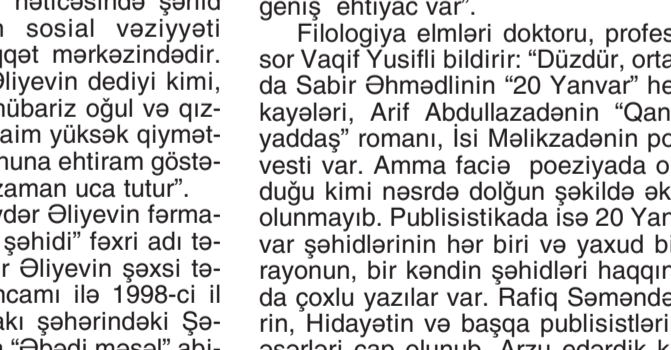 nəticəsində şəhid
sosial vəziyyəti
mərkəzindədir.
Əliyevin dediyi kimi,
mübariz oğul və qız-
daim yüksək qiymət-
ehtiram göstə-
zaman uca tutur”.
Əliyevin fərma-
şəhidi” fəxri adı tə-
Əliyevin şəxsi tə-
ilə 1998-ci il
şəhərindəki Şə-
“Əbədi məşəl” abi-
geniş ehtiyac var”.
Filologiya elmləri doktoru, profes
sor Vaqif Yusifli bildirir: “Düzdür, orta
da Sabir Əhmədlinin “20 Yanvar” he
kayələri, Arif Abdullazadənin “Qan
yaddaş” romanı, İsi Məlikzadənin po
vesti var. Amma faciə poeziyada o
duğu kimi nəsrdə dolğun şəkildə ək
olunmayıb. Publisistikada isə 20 Yan
var şəhidlərinin hər biri və yaxud bi
rayonun, bir kəndin şəhidləri haqqın
da çoxlu yazılar var. Rafiq Səməndə
rin, Hidayətin və başqa publisistləri
əsərləri çap olunub. Arzu edərdik k